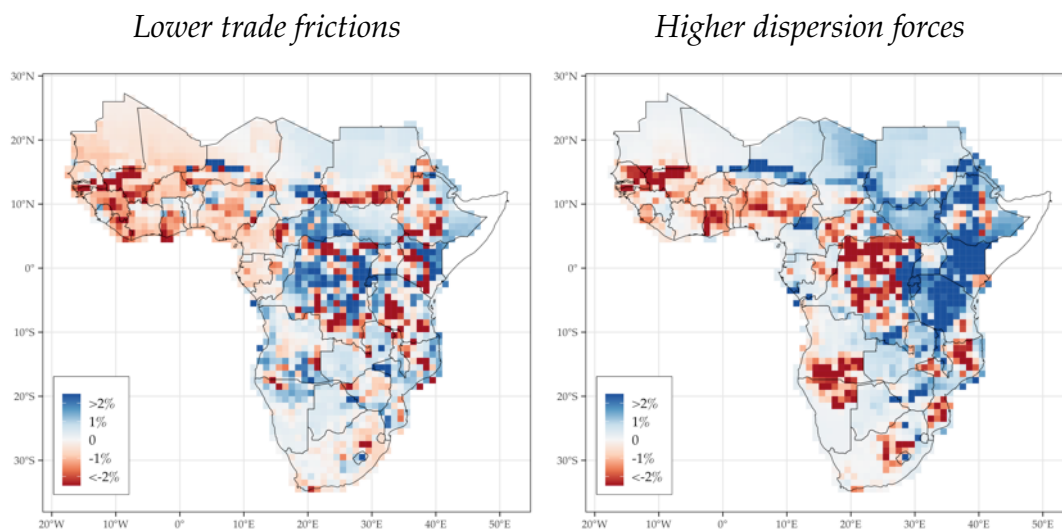 Lower trade frictions
Higher dispersion forces
30°N
20°N
10°N
0°
10°S
20°S
30°S
>2%
1%
0
-1%
<-2%
20°W
10°W
0°
10°E
20°E
30°E
40°E
50°E
30°N
20°N
10°N
0°
10°S
20°S
30°S
>2%
1%
0
-1%
<-2%
20°W
10°W
0°
10°E
20°E
30°E
40°E
50°E